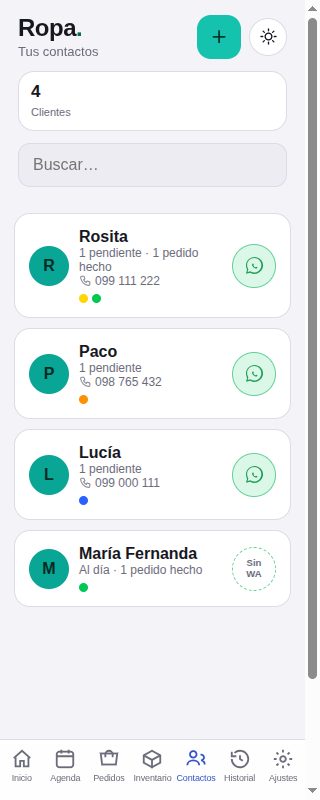 Ropa.
Tus contactos
4
Clientes
Buscar…
R
Rosita
1 pendiente · 1 pedido
hecho
099 111 222
P
Paco
1 pendiente
098 765 432
L
Lucía
1 pendiente
099 000 111
M
María Fernanda
Al día · 1 pedido hecho
Sin
WA
Inicio Agenda Pedidos Inventario Contactos Historial Ajustes